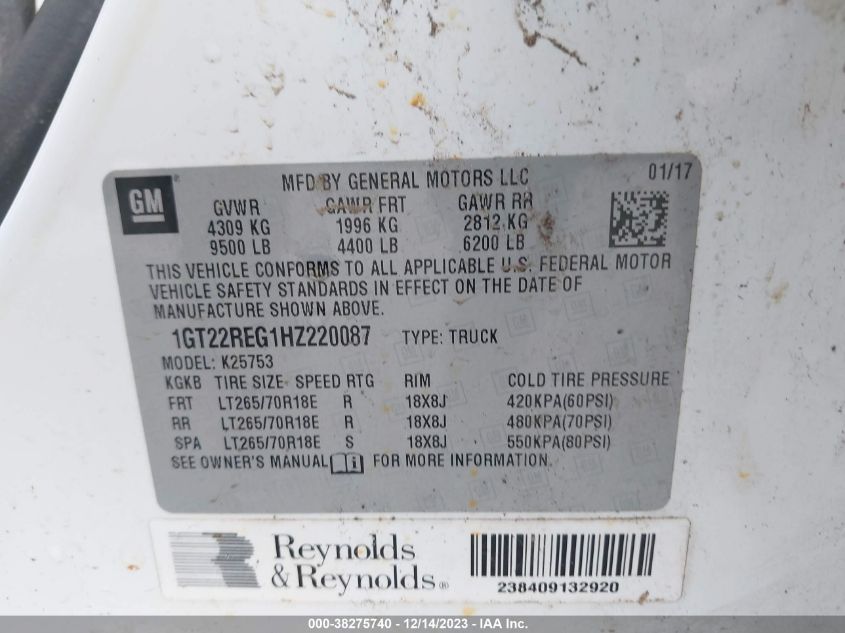 GM
MFD BY GENERAL MOTORS LLC
01/17
GVWR GAWR FRT GAWR RR
4309 KG 1996 KG 2812 KG
9500 LB 4400 LB 6200 LB
THIS VEHICLE CONFORMS TO ALL APPLICABLE U.S. FEDERAL MOTOR
VEHICLE SAFETY STANDARDS IN EFFECT ON THE DATE OF
MANUFACTURE SHOWN ABOVE.
1GT22REG1HZ220087 TYPE: TRUCK
MODEL: K25753
KGKB TIRE SIZE SPEED RTG RIM COLD TIRE PRESSURE
FRT LT265/70R18E R 18X8J 420KPA(60PSI)
RR LT265/70R18E R 18X8J 480KPA(70PSI)
SPA LT265/70R18E S 18X8J 550KPA(80PSI)
SEE OWNER'S MANUAL FOR MORE INFORMATION.
Reynolds
& Reynolds®
238409132920
000-38275740 - 12/14/2023 - IAA Inc.